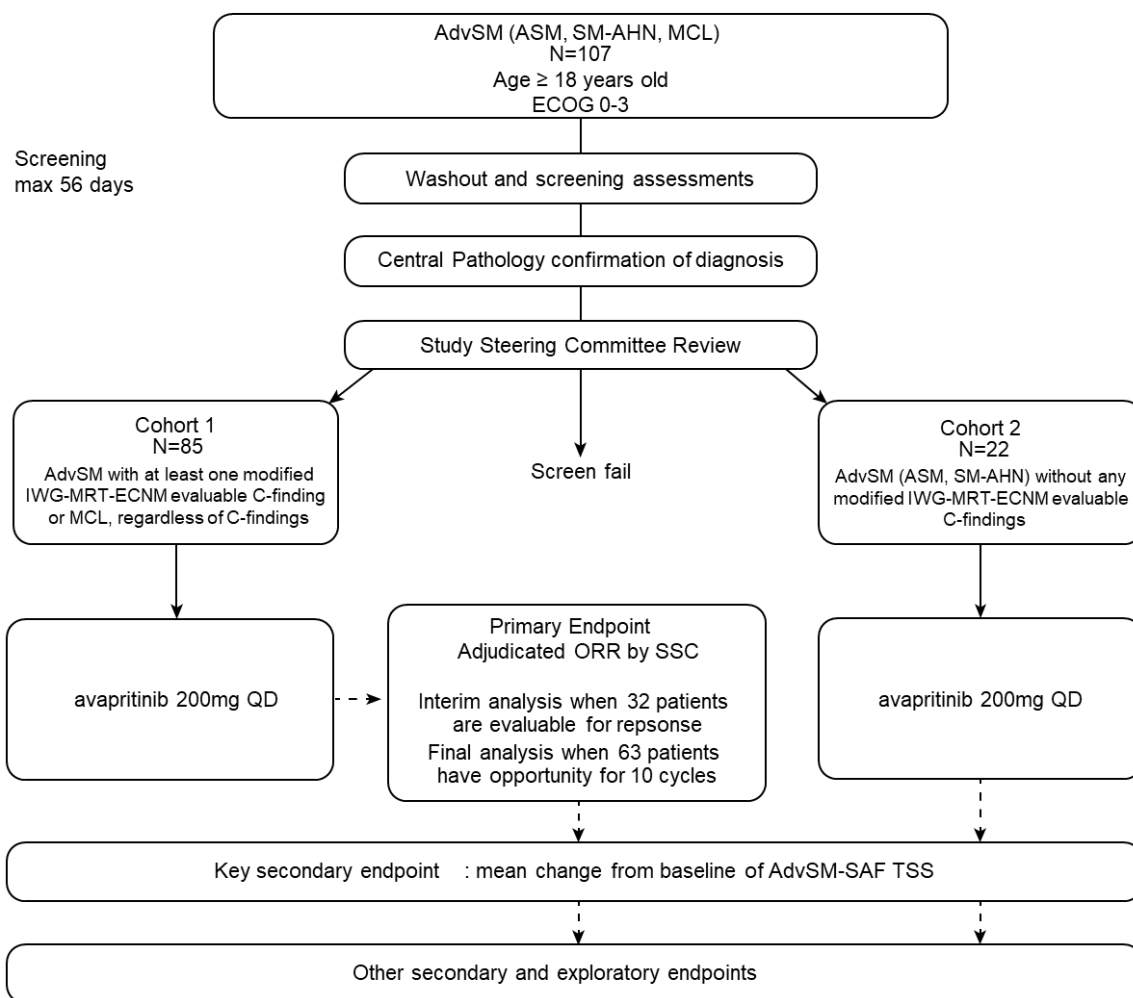 AdvSM (ASM, SM-AHN, MCL)
N=107
Age ≥ 18 years old
ECOG 0-3
Screening
max 56 days
Washout and screening assessments
Central Pathology confirmation of diagnosis
Study Steering Committee Review
Cohort 1
N=85
AdvSM with at least one modified
IWG-MRT-ECNM evaluable C-finding
or MCL, regardless of C-findings
Screen fail
Cohort 2
N=22
AdvSM (ASM, SM-AHN) without any
modified IWG-MRT-ECNM evaluable
C-findings
avapritinib 200mg QD
Primary Endpoint
Adjudicated ORR by SSC
Interim analysis when 32 patients
are evaluable for repsonse
Final analysis when 63 patients
have opportunity for 10 cycles
avapritinib 200mg QD
Key secondary endpoint : mean change from baseline of AdvSM-SAF TSS
Other secondary and exploratory endpoints